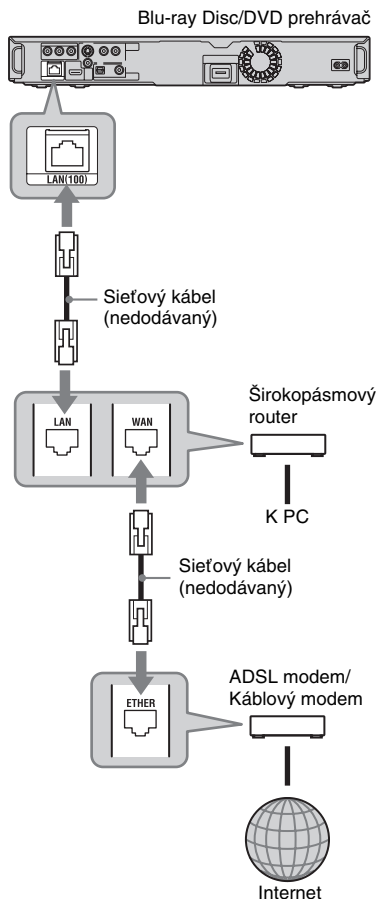 Blu-ray Disc/DVD prehrávač
LAN(100)
Sieťový kábel
(nedodávaný)
LAN
WAN
Širokopásmový
router
K PC
Sieťový kábel
(nedodávaný)
ETHER
ADSL modem/
Káblový modem
Internet